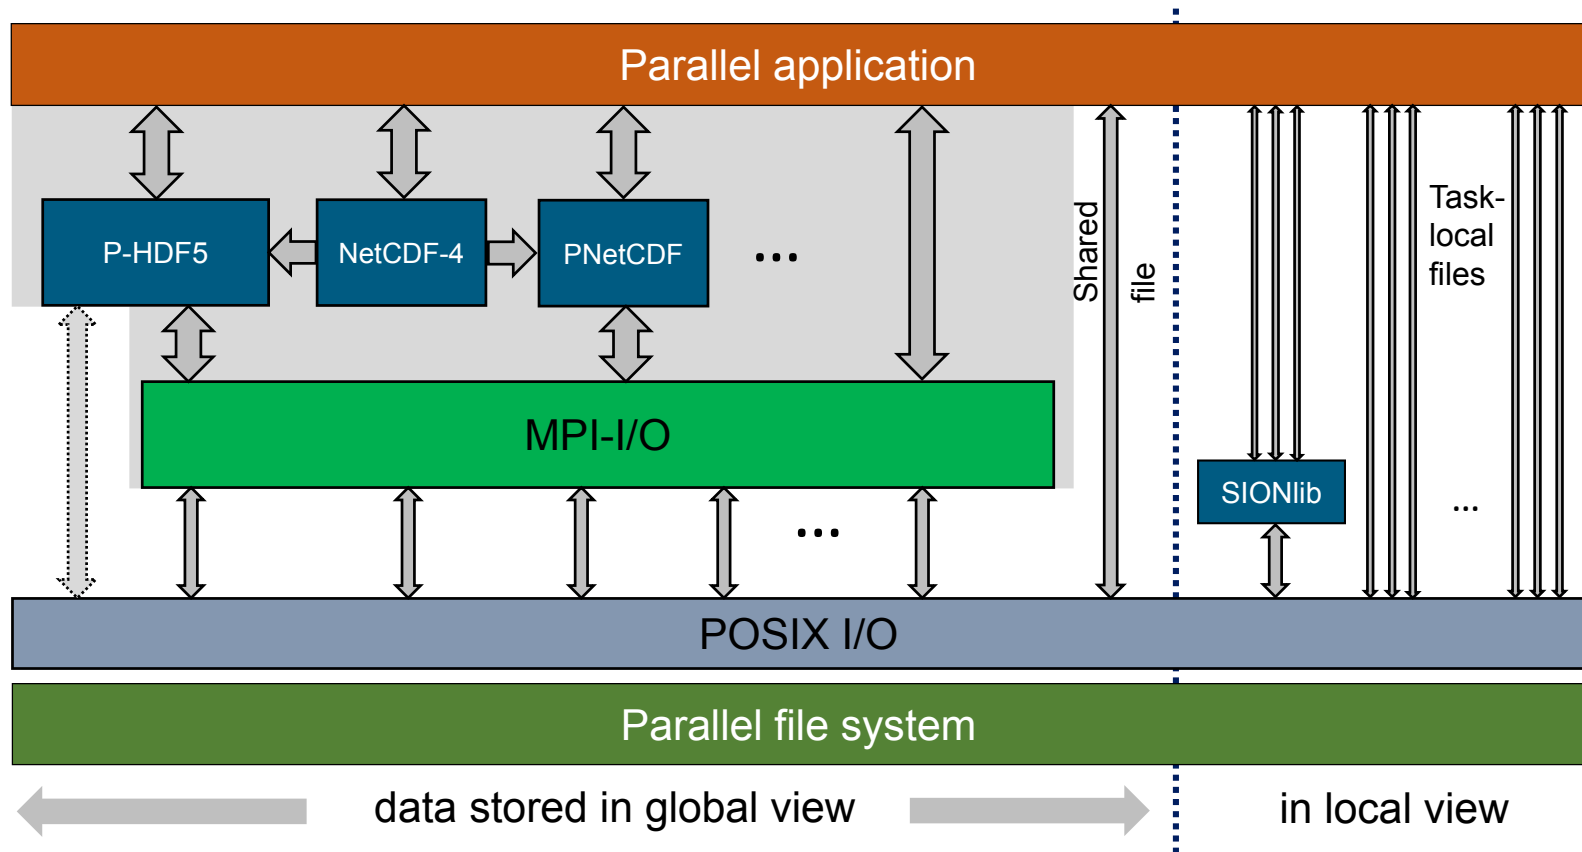 Parallel application
P-HDF5
NetCDF-4
PNetCDF
...
Shared
file
Task-
local
files
MPI-I/O
SIONlib
...
...
POSIX I/O
Parallel file system
data stored in global view
in local view